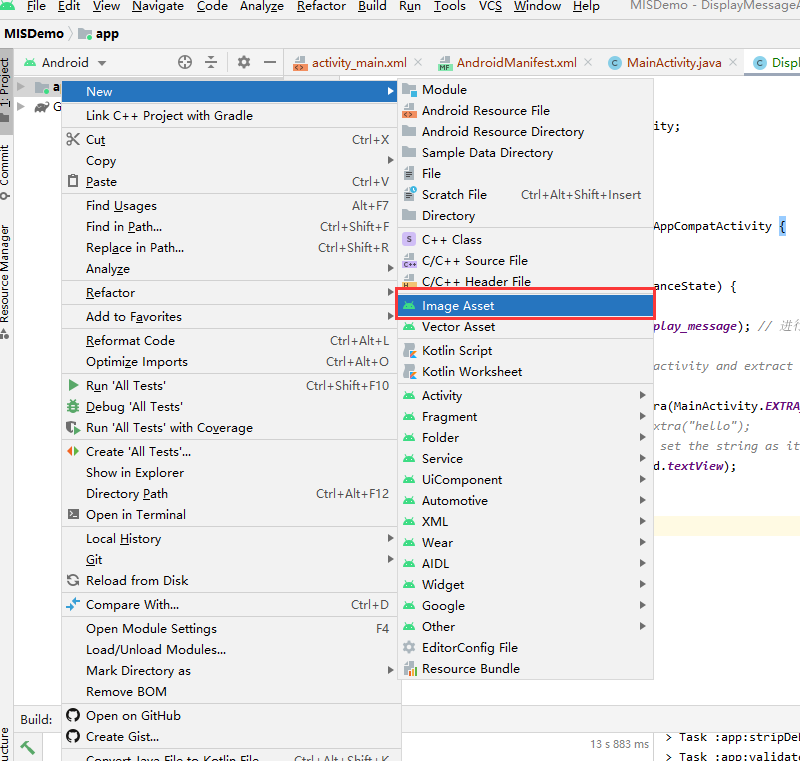 File Edit View Navigate Code Analyze Refactor Build Run Tools VCS Window Help MISDemo - DisplayMessageA
MISDemo app
Android activity_main.xml AndroidManifest.xml MainActivity.java Displ
1: Project
Commit
Resource Manager
ucture
a
G
New
Link C++ Project with Gradle
Cut Ctrl+X
Copy
Paste Ctrl+V
Find Usages Alt+F7
Find in Path... Ctrl+Shift+F
Replace in Path... Ctrl+Shift+R
Analyze
Refactor
Add to Favorites
Reformat Code Ctrl+Alt+L
Optimize Imports Ctrl+Alt+O
Run 'All Tests' Ctrl+Shift+F10
Debug 'All Tests'
Run 'All Tests' with Coverage
Create 'All Tests'...
Show in Explorer
Directory Path Ctrl+Alt+F12
Open in Terminal
Local History
Git
Reload from Disk
Compare With... Ctrl+D
Open Module Settings F4
Load/Unload Modules...
Mark Directory as
Remove BOM
Open on GitHub
Create Gist...
Convert Java File to Kotlin File Ctrl+Alt+Shift+K
Module
Android Resource File
Android Resource Directory
Sample Data Directory
File
Scratch File Ctrl+Alt+Shift+Insert
Directory
C++ Class
C/C++ Source File
C/C++ Header File
Image Asset
Vector Asset
Kotlin Script
Kotlin Worksheet
Activity
Fragment
Folder
Service
UiComponent
Automotive
XML
Wear
AIDL
Widget
Google
Other
EditorConfig File
Resource Bundle
ity;
AppCompatActivity {
anceState) {
play_message); // 进行
activity and extract
ra(MainActivity.EXTRA
xtra("hello");
set the string as it
d.textView);
Build:
13 s 883 ms
> Task :app:stripDeb
> Task :app:validat